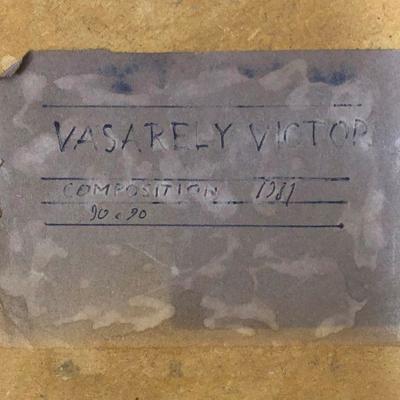 VASARELY VICTOR
COMPOSITION 1981
90 x 90